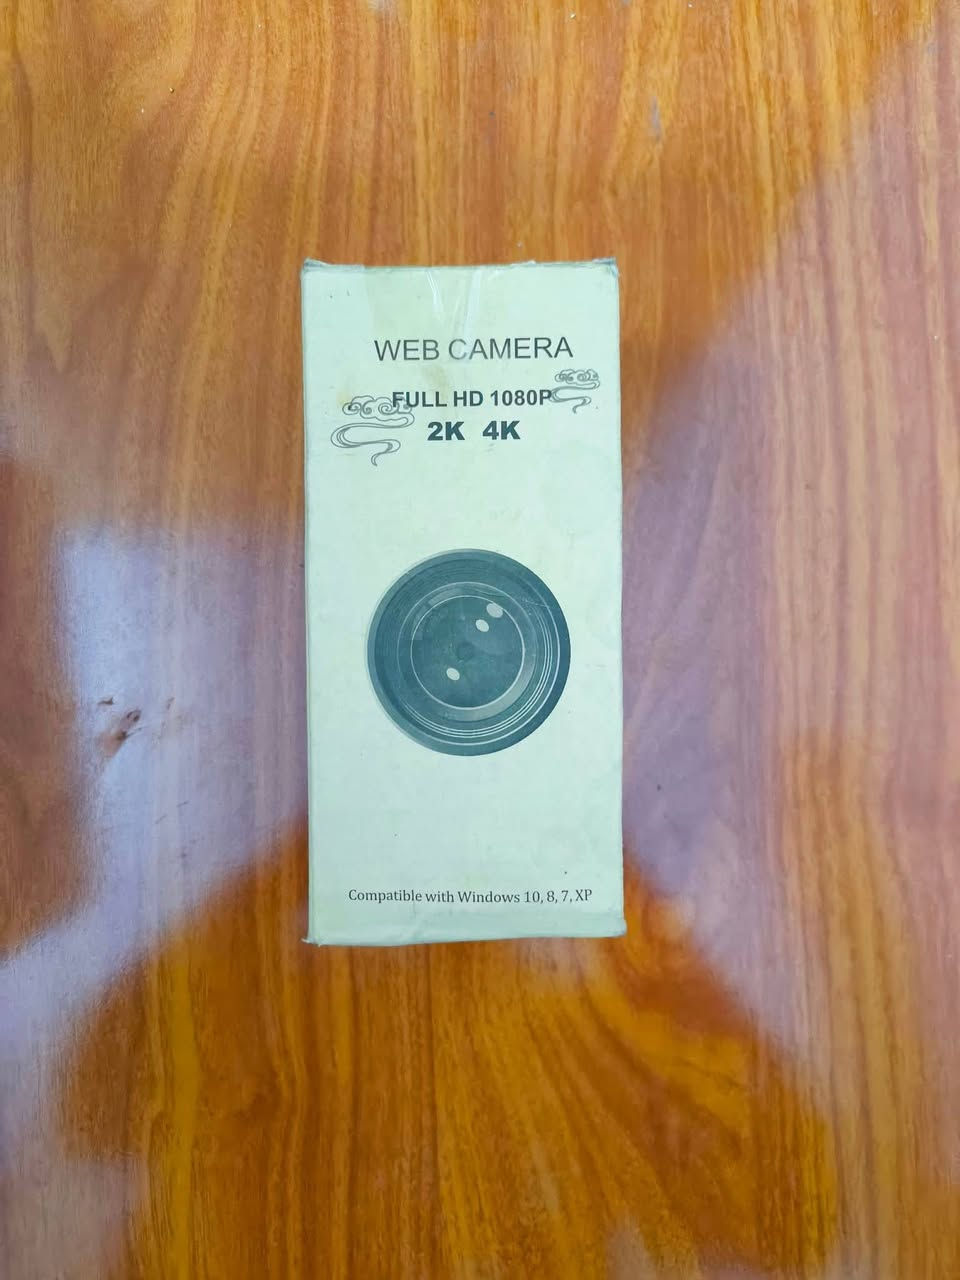 WEB CAMERA
FULL HD 1080P
2K 4K
Compatible with Windows 10, 8, 7, XP